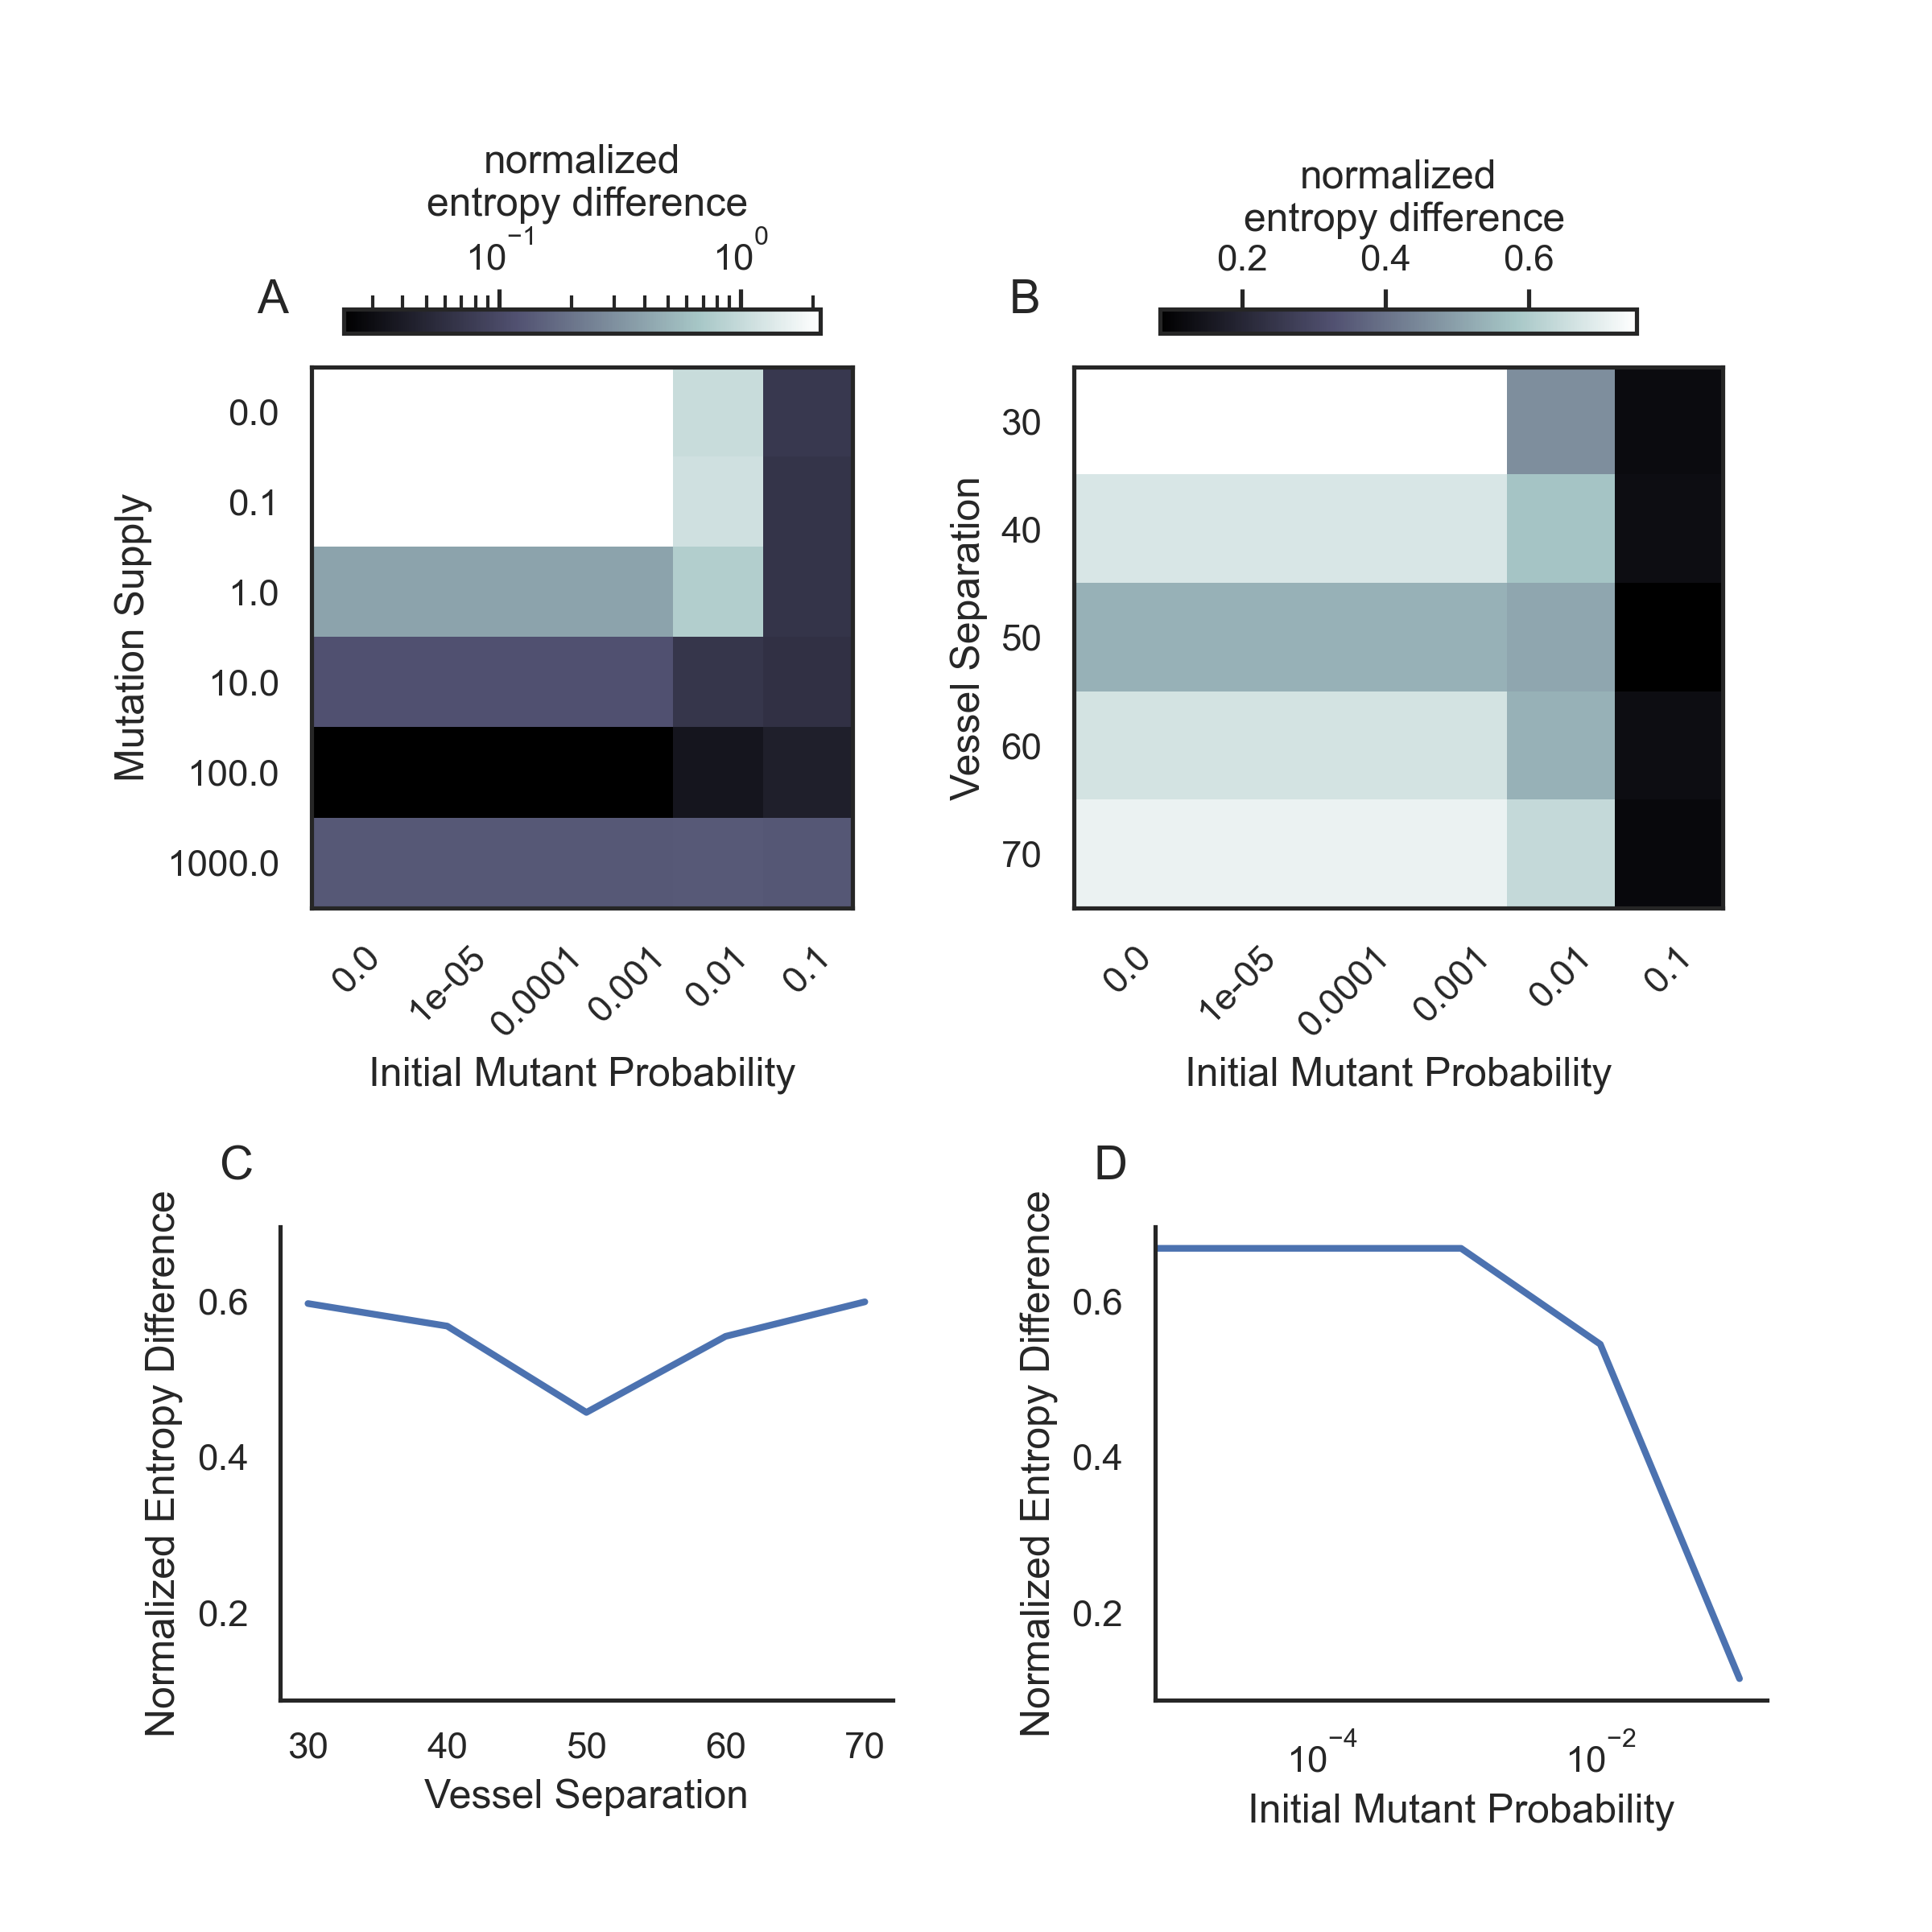 normalized
entropy difference
10−1 100
A
Mutation Supply
0.0
0.1
1.0
10.0
100.0
1000.0
0.0 1e-05 0.0001 0.001 0.01 0.1
Initial Mutant Probability
normalized
entropy difference
0.2 0.4 0.6
B
Vessel Separation
30
40
50
60
70
0.0 1e-05 0.0001 0.001 0.01 0.1
Initial Mutant Probability
C
Normalized Entropy Difference
0.6
0.4
0.2
30 40 50 60 70
Vessel Separation
D
Normalized Entropy Difference
0.6
0.4
0.2
10−4 10−2
Initial Mutant Probability